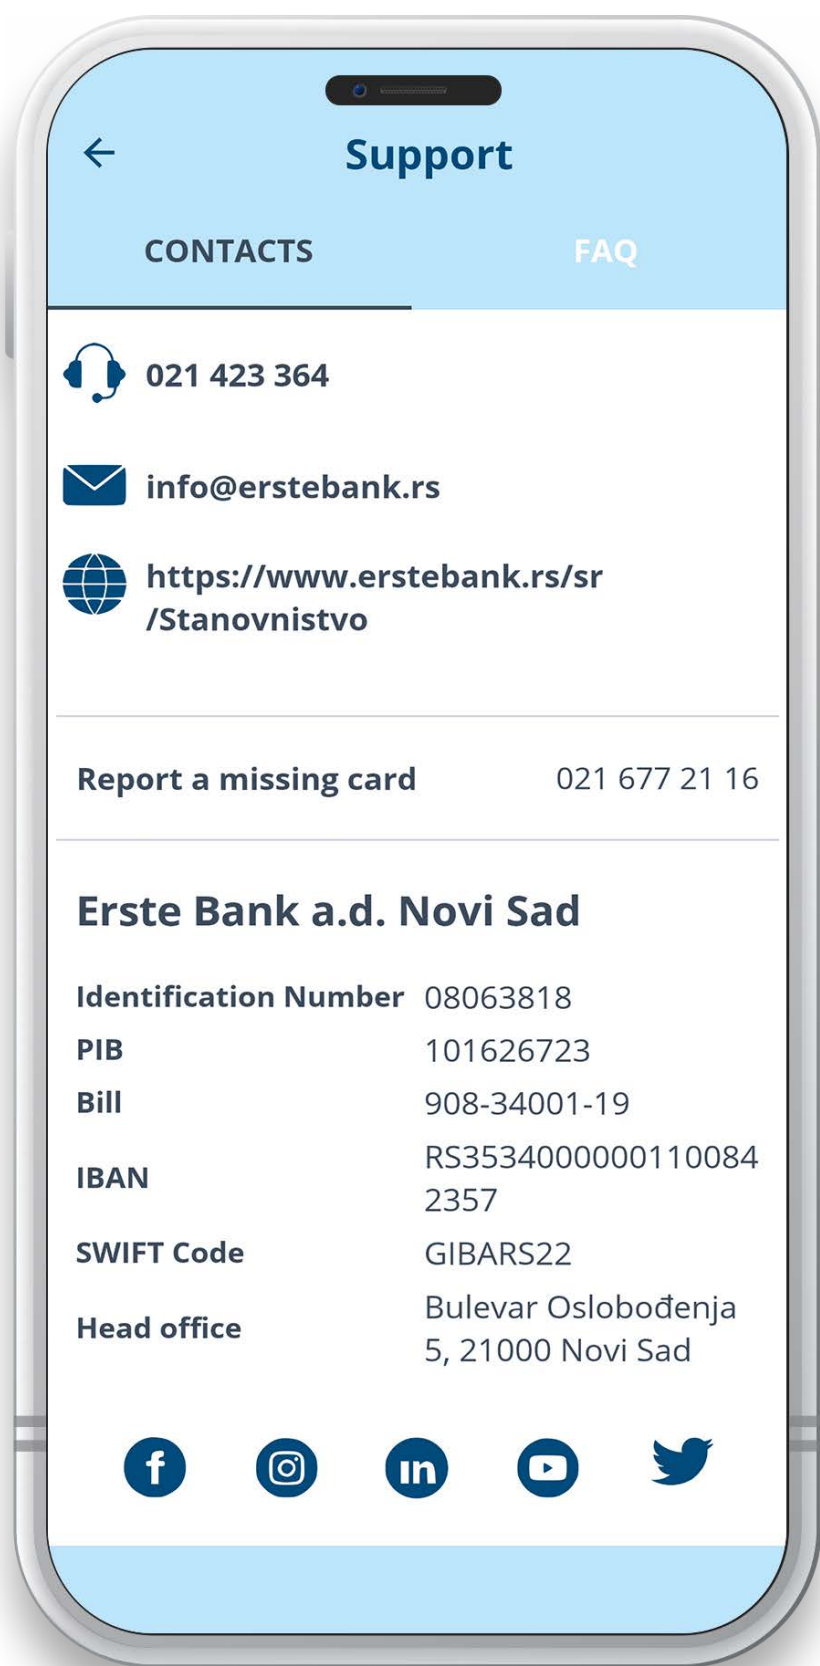 Support
CONTACTS FAQ
021 423 364
info@erstebank.rs
https://www.erstebank.rs/sr
/Stanovnistvo
Report a missing card 021 677 21 16
Erste Bank a.d. Novi Sad
Identification Number 08063818
PIB 101626723
Bill 908-34001-19
IBAN RS3534000000110084
2357
SWIFT Code GIBARS22
Head office Bulevar Oslobođenja
5, 21000 Novi Sad